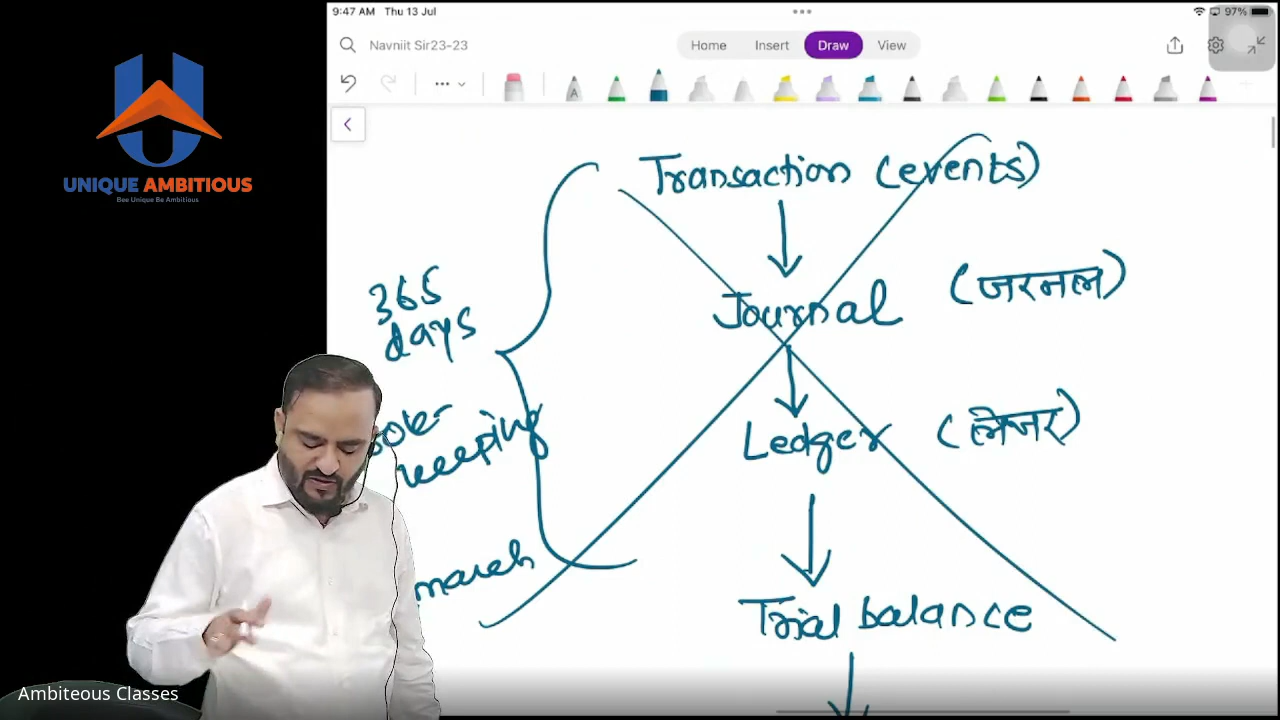 9:47 AM Thu 13 Jul
97%
Navniit Sir23-23
Home Insert Draw View
A
UNIQUE AMBITIOUS
Bee Unique Be Ambitious
Transaction (events)
Journal (जरनल)
365
days
Ledger (लेजर)
keeping
march
Trial balance
Ambiteous Classes